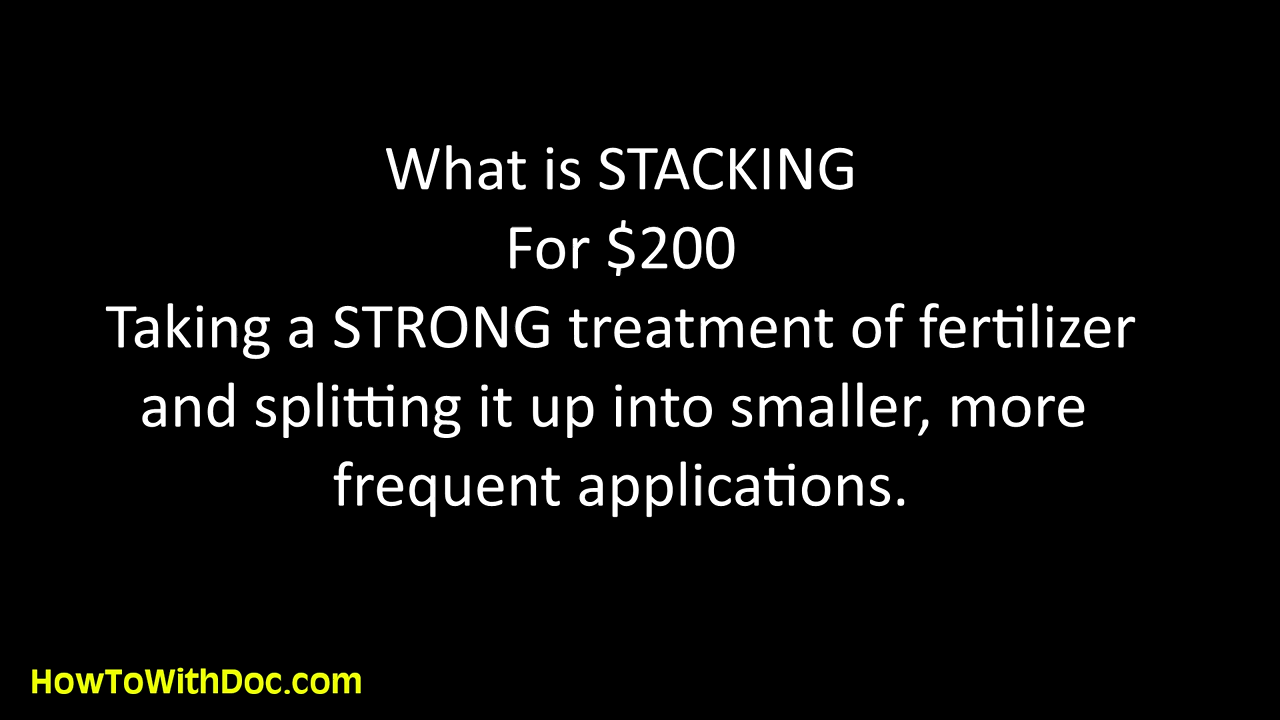 What is STACKING
For $200
Taking a STRONG treatment of fertilizer
and splitting it up into smaller, more
frequent applications.
HowToWithDoc.com